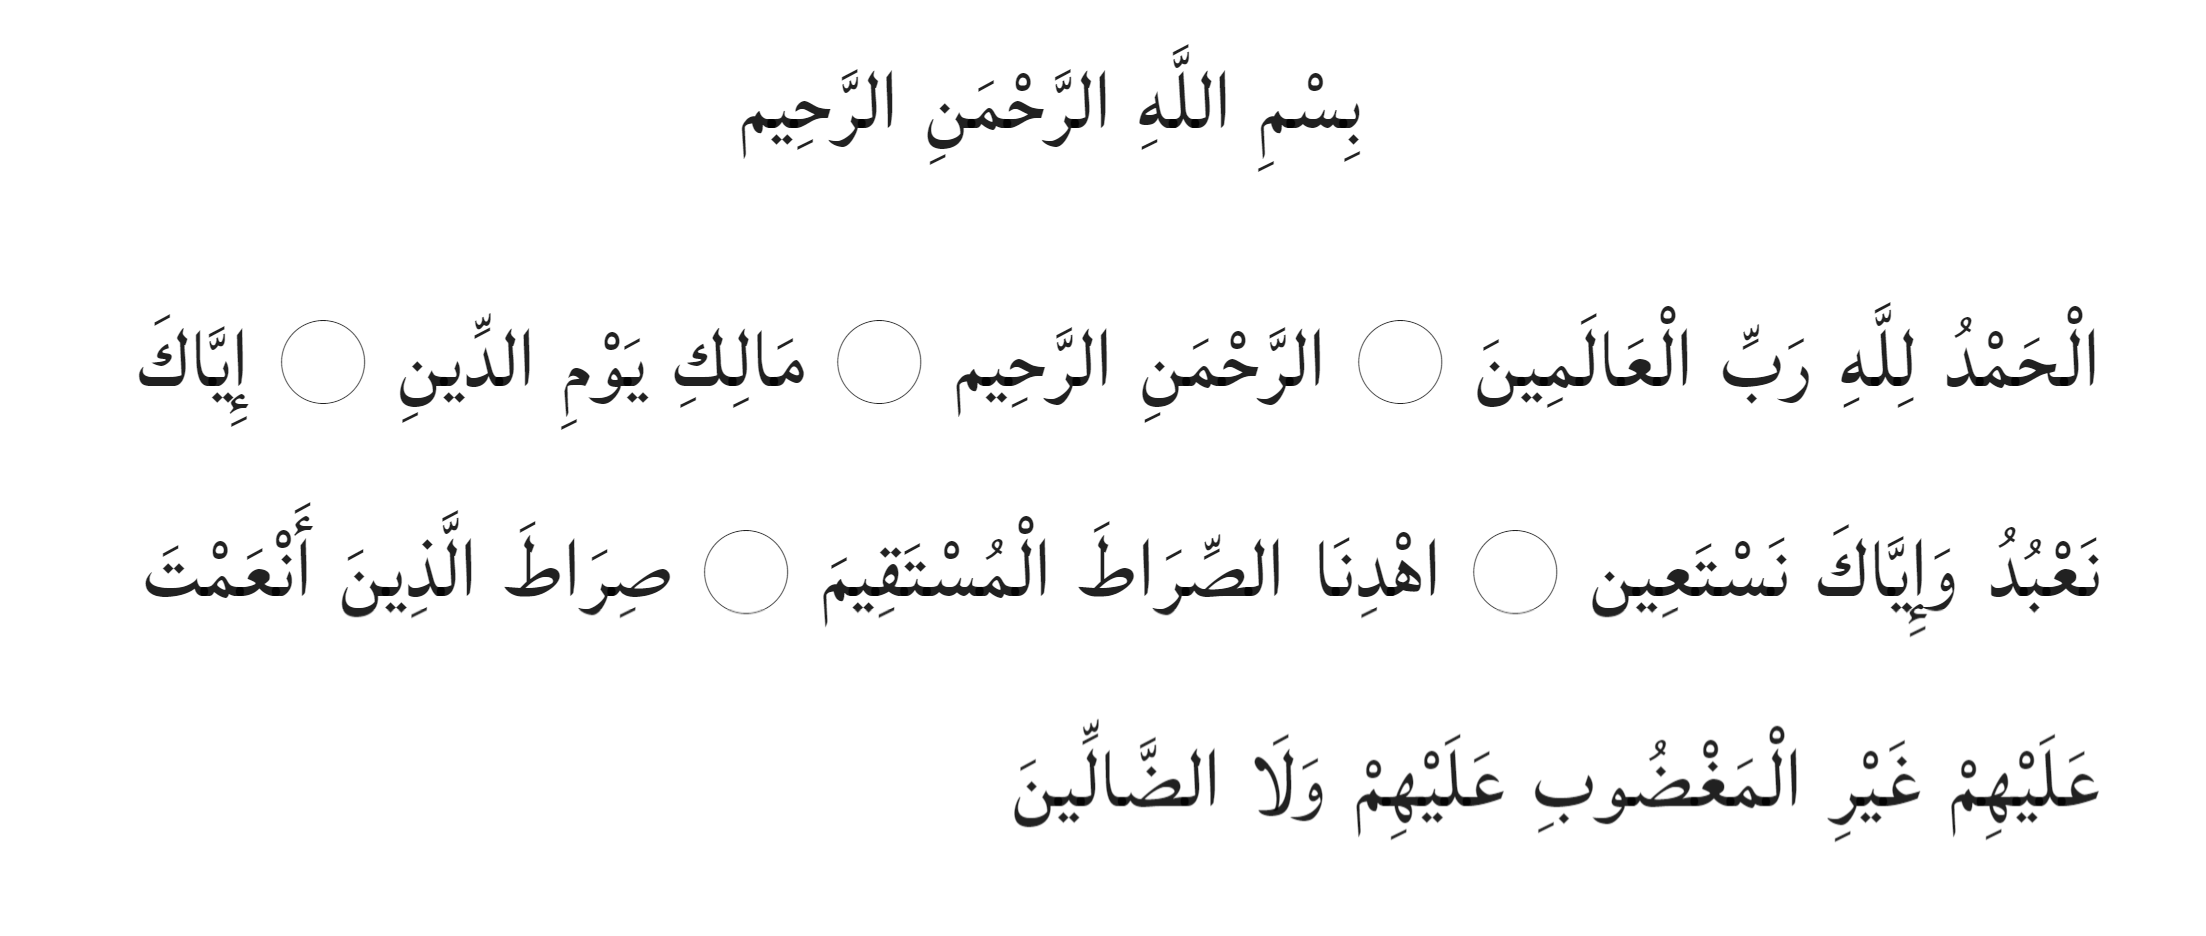 بِسْمِ اللَّهِ الرَّحْمَنِ الرَّحِيم
الْحَمْدُ لِلَّهِ رَبِّ الْعَالَمِينَ ◯ الرَّحْمَنِ الرَّحِيم ◯ مَالِكِ يَوْمِ الدِّينِ ◯ إِيَّاكَ
نَعْبُدُ وَإِيَّاكَ نَسْتَعِين ◯ اهْدِنَا الصِّرَاطَ الْمُسْتَقِيمَ ◯ صِرَاطَ الَّذِينَ أَنْعَمْتَ
عَلَيْهِمْ غَيْرِ الْمَغْضُوبِ عَلَيْهِمْ وَلَا الضَّالِّينَ